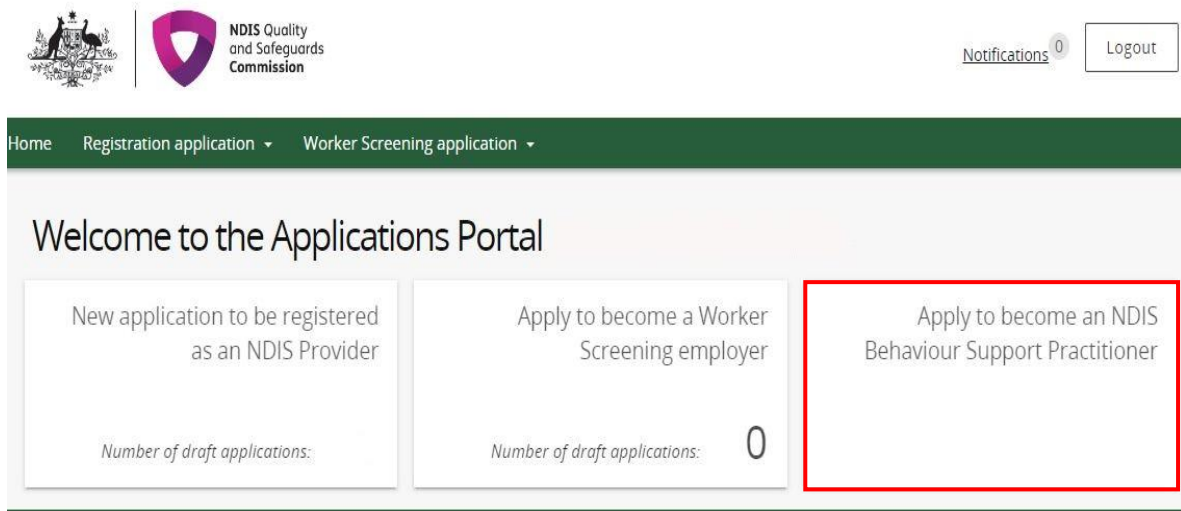 NDIS Quality
and Safeguards
Commission
Notifications 0
Logout
Home Registration application Worker Screening application
Welcome to the Applications Portal
New application to be registered
as an NDIS Provider
Number of draft applications:
Apply to become a Worker
Screening employer
Number of draft applications: 0
Apply to become an NDIS
Behaviour Support Practitioner